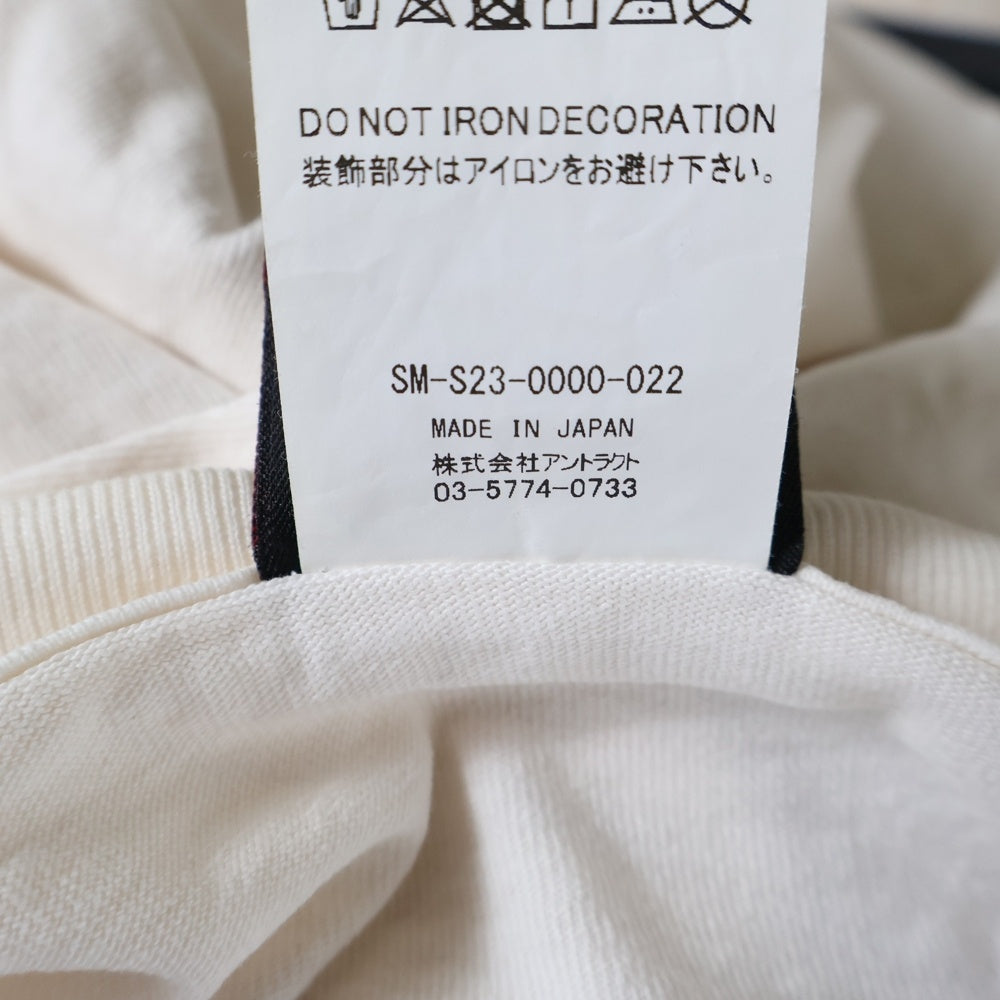 DO NOT IRON DECORATION
装飾部分はアイロンをお避け下さい。
SM-S23-0000-022
MADE IN JAPAN
株式会社アントラクト
03-5774-0733